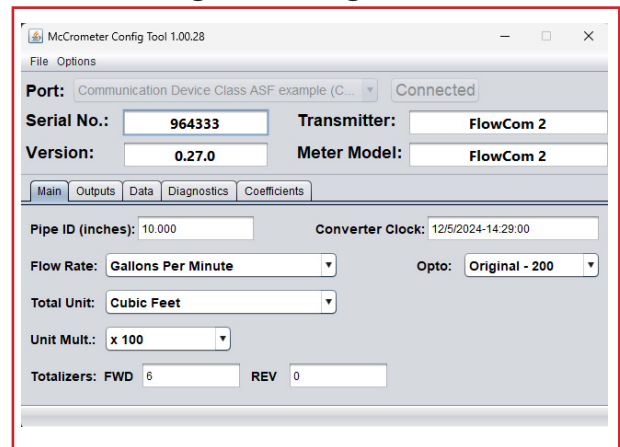 McCrometer Config Tool 1.00.28
File Options
Port: Communication Device Class ASF example (C... Connected
Serial No.: 964333 Transmitter: FlowCom 2
Version: 0.27.0 Meter Model: FlowCom 2
Main Outputs Data Diagnostics Coefficients
Pipe ID (inches): 10.000 Converter Clock: 12/5/2024-14:29:00
Flow Rate: Gallons Per Minute Opto: Original - 200
Total Unit: Cubic Feet
Unit Mult.: x 100
Totalizers: FWD 6 REV 0